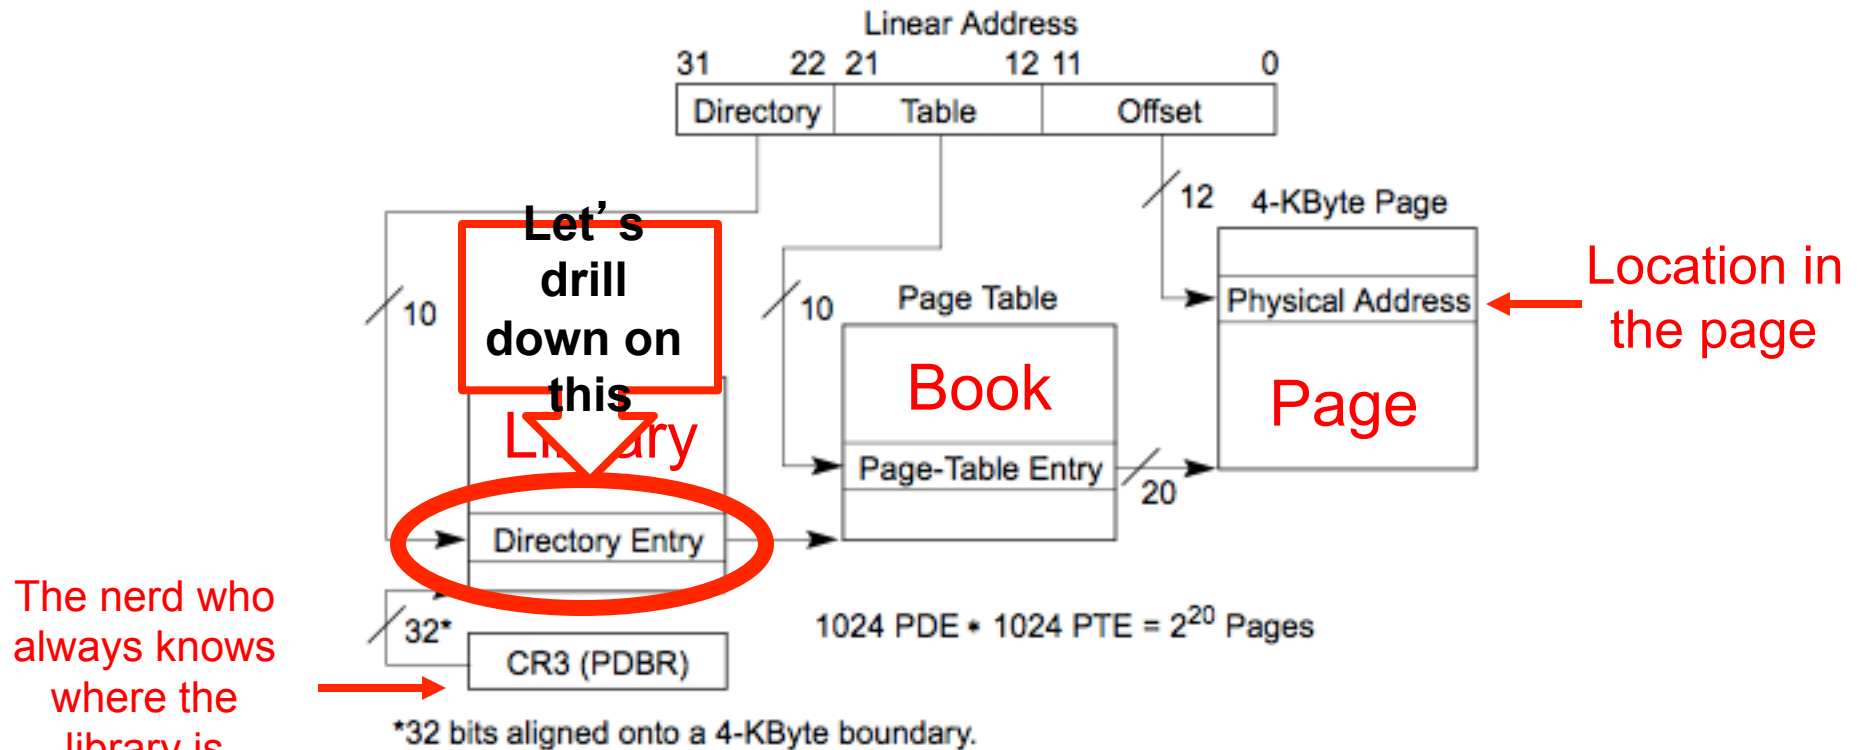 Linear Address
31 22 21 12 11 0
Directory Table Offset
12
4-KByte Page
Let's
drill
down on
this
10
10
Page Table
Physical Address
Location in
the page
Book
Page
Page-Table Entry
20
Directory Entry
The nerd who
always knows
where the
library is
32*
CR3 (PDBR)
1024 PDE * 1024 PTE = 2^20 Pages
*32 bits aligned onto a 4-KByte boundary.